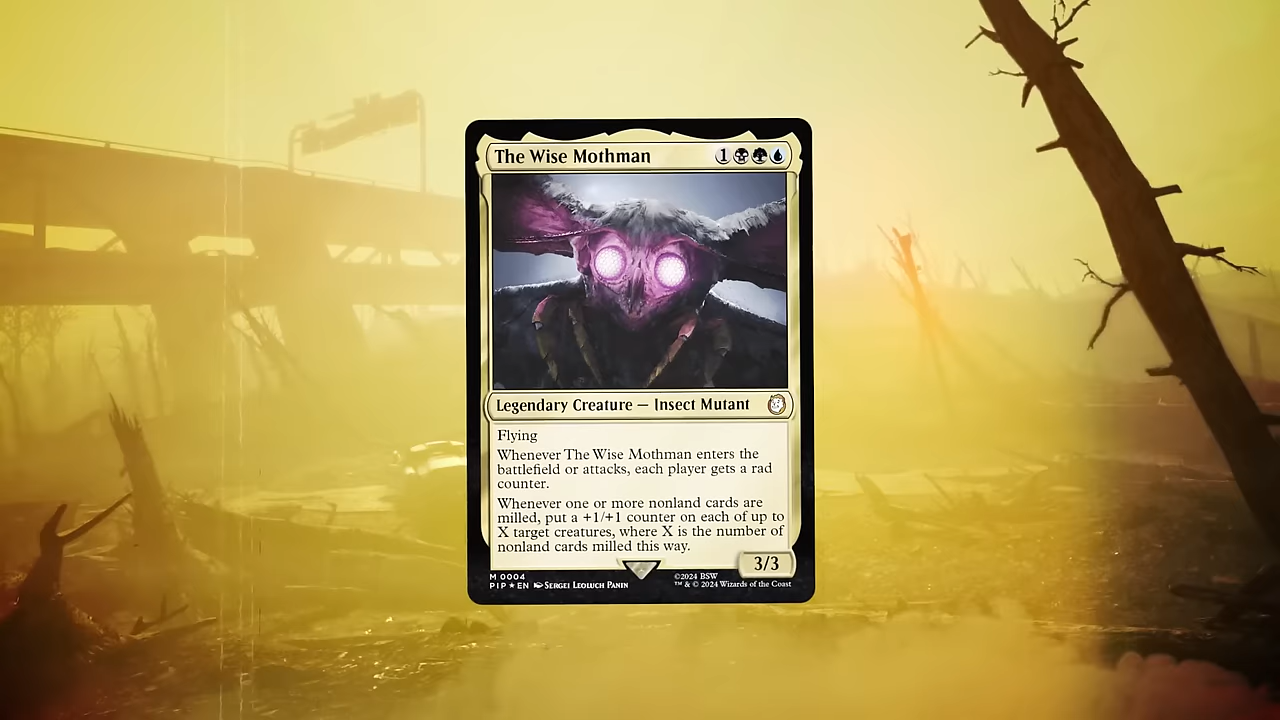 The Wise Mothman 1
Legendary Creature — Insect Mutant
Flying
Whenever The Wise Mothman enters the
battlefield or attacks, each player gets a rad
counter.
Whenever one or more nonland cards are
milled, put a +1/+1 counter on each of up to
X target creatures, where X is the number of
nonland cards milled this way.
3/3
M 0004
PIP ★ EN Sergei Leoluch Panin
©2024 BSW
™ & © 2024 Wizards of the Coast